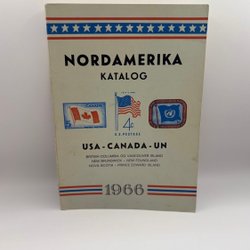 NORDAMERIKA
KATALOG
4¢
U.S. POSTAGE
USA - CANADA - UN
BRITISH COLUMBIA OG VANCOUVER ISLAND
NEW BRUNSWICK - NEW FOUNDLAND
NOVA SCOTIA - PRINCE EDWARD ISLAND
1966